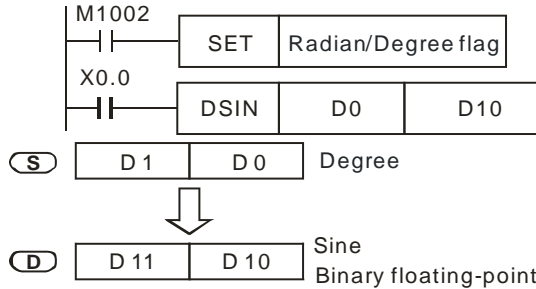 M1002
SET Radian/Degree flag
X0.0
DSIN D0 D10
S D 1 D 0 Degree
Sine
D D 11 D 10
Binary floating-point